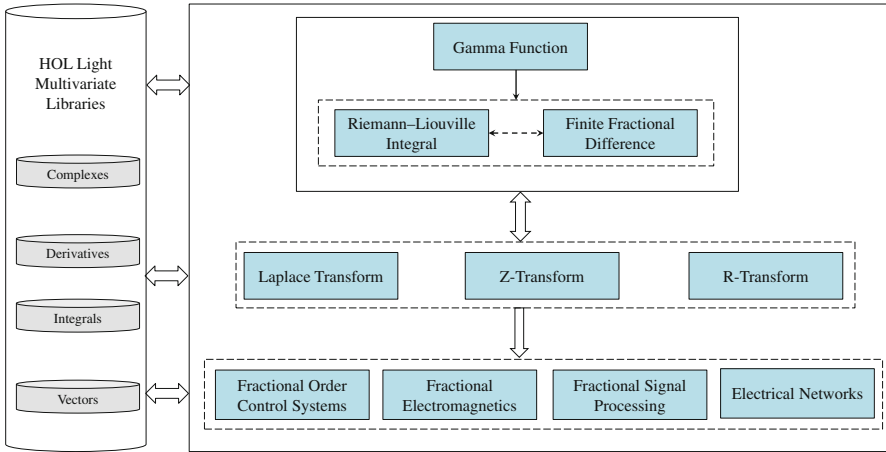 HOL Light
Multivariate
Libraries
Complexes
Derivatives
Integrals
Vectors
Gamma Function
Riemann–Liouville
Integral
Finite Fractional
Difference
Laplace Transform
Z-Transform
R-Transform
Fractional Order
Control Systems
Fractional
Electromagnetics
Fractional Signal
Processing
Electrical Networks